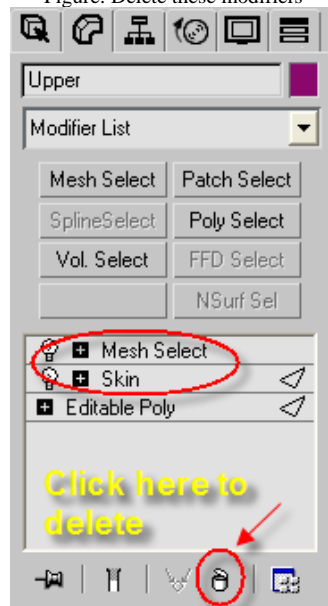 Figure: Delete these modifiers
Upper
Modifier List
Mesh Select Patch Select
SplineSelect Poly Select
Vol. Select FFD Select
NSurf Sel
Mesh Select
Skin
Editable Poly
Click here to
delete